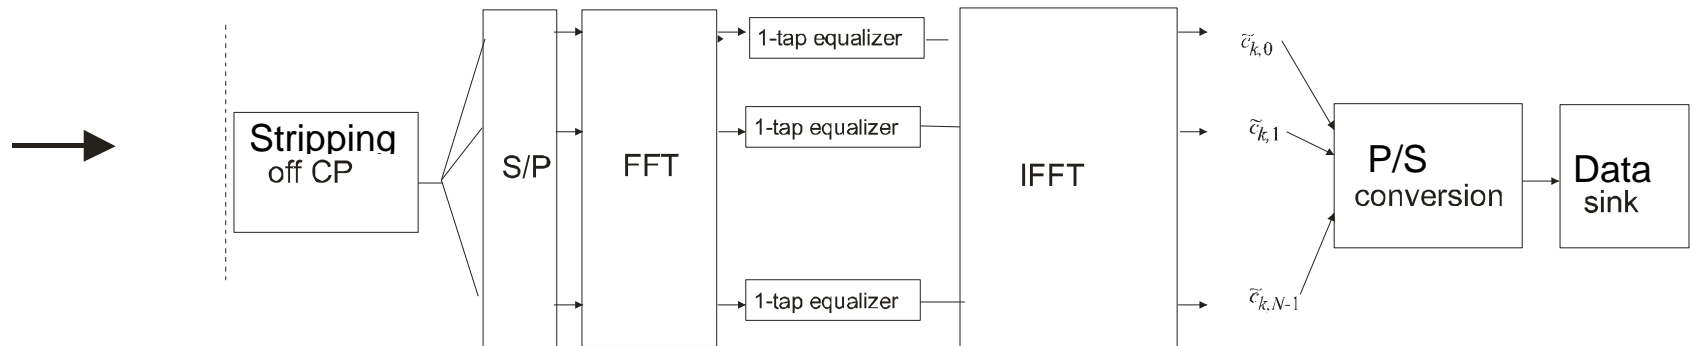 Stripping
off CP
S/P
FFT
1-tap equalizer
1-tap equalizer
1-tap equalizer
IFFT
c̃k,0
c̃k,1
c̃k,N-1
P/S
conversion
Data
sink